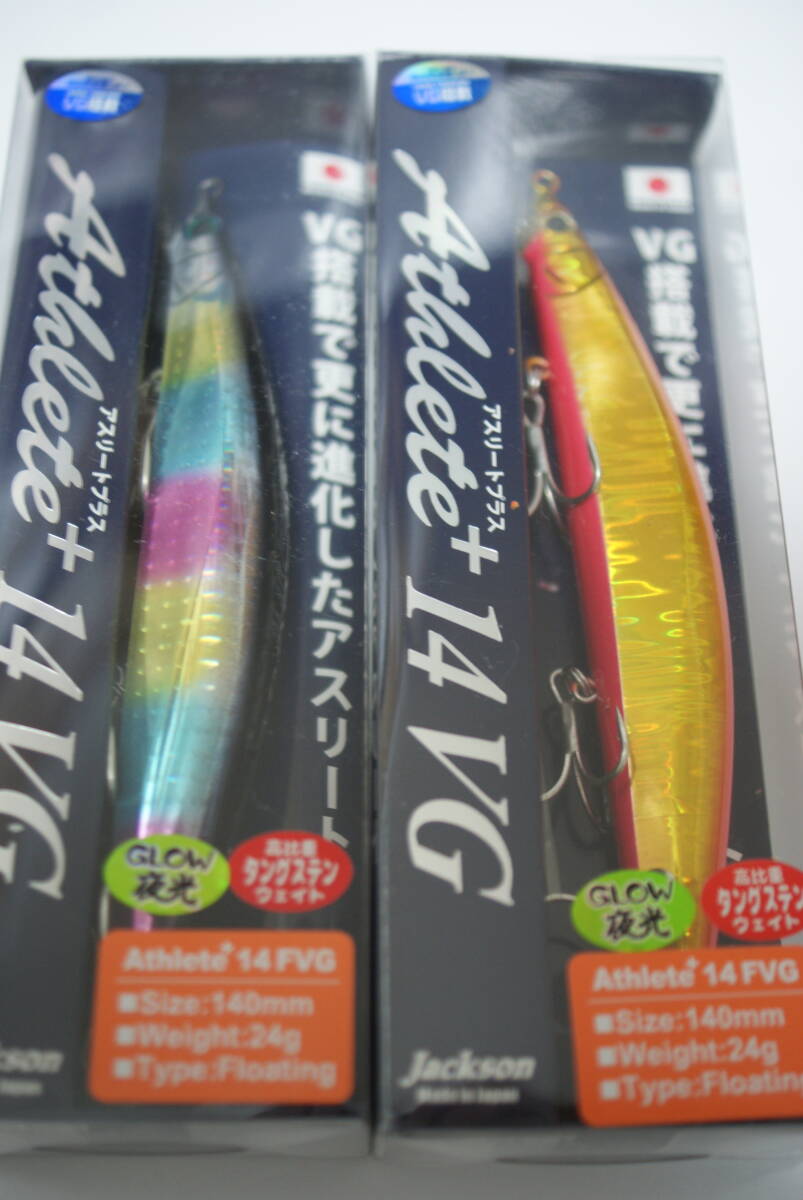 VG搭載
Athlete+ 14 VG
アスリートプラス
VG搭載で更に進化したアスリート
GLOW
夜光
高比重
タングステン
ウェイト
Athlete+ 14 FVG
■Size:140mm
■Weight:24g
■Type:Floating
ckson
Japan
VG搭載
Athlete+ 14 VG
アスリートプラス
VG搭載で更に
GLOW
夜光
高比重
タングステン
ウェイト
Athlete+ 14 FVG
■Size:140mm
■Weight:24g
■Type:Floating
Jackson
Made in Japan